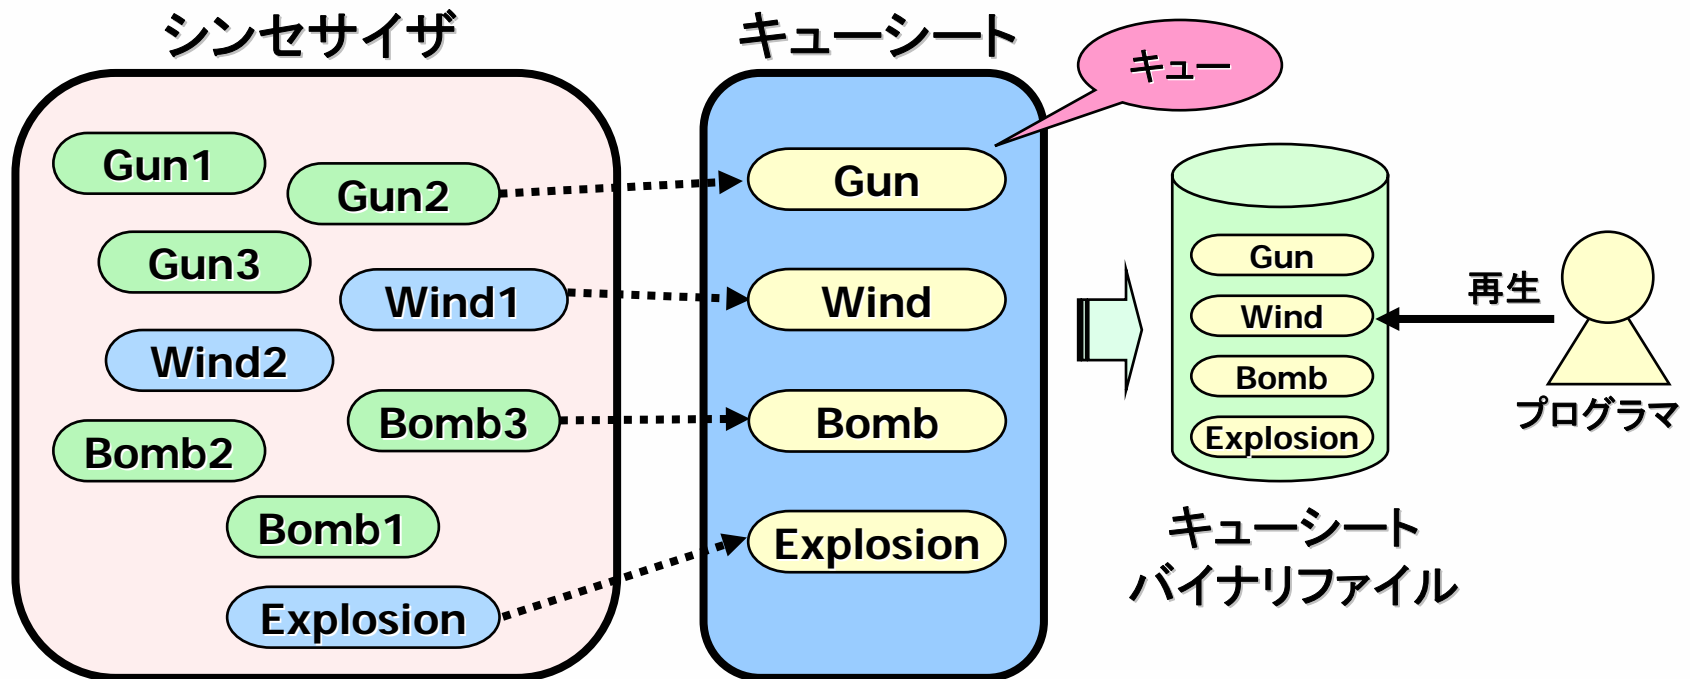 シンセサイザ
Gun1
Gun2
Gun3
Wind1
Wind2
Bomb3
Bomb2
Bomb1
Explosion
キューシート
キュー
Gun
Wind
Bomb
Explosion
Gun
Wind
Bomb
Explosion
キューシート
バイナリファイル
再生
プログラマ